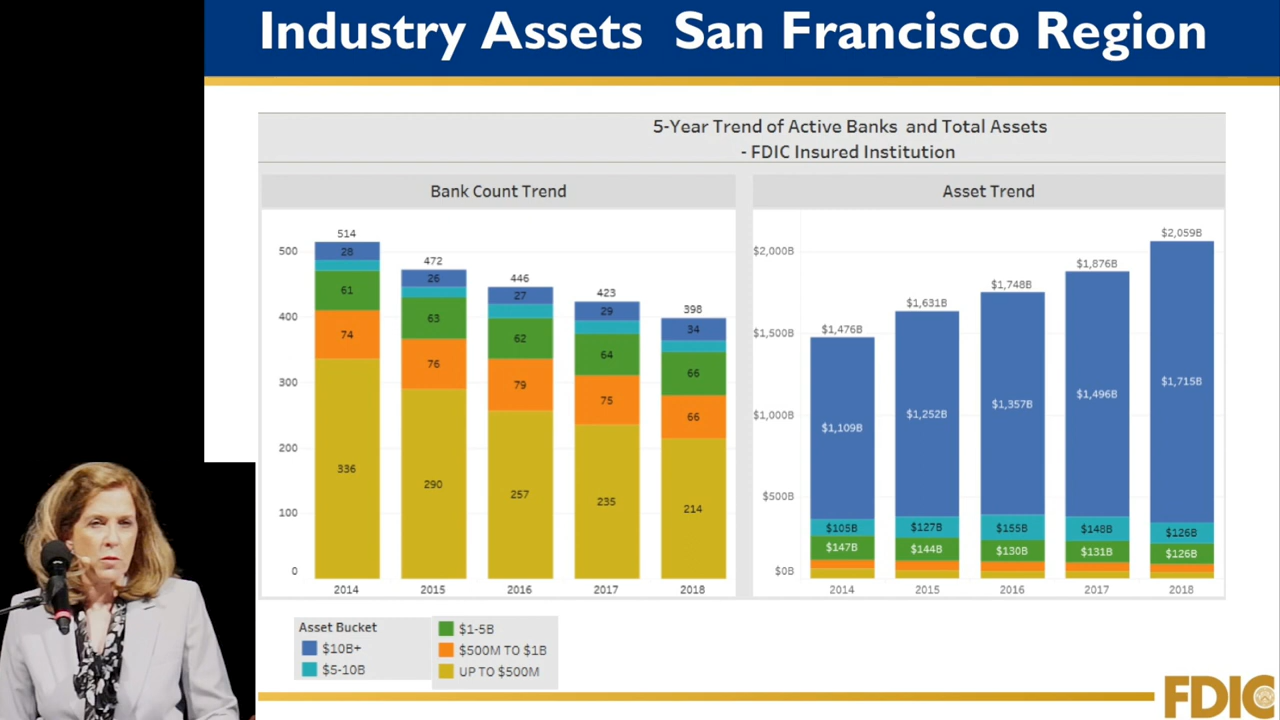 Industry Assets San Francisco Region
5-Year Trend of Active Banks and Total Assets
- FDIC Insured Institution
Bank Count Trend
500
400
300
200
100
0
514
28
61
74
336
2014
472
26
63
76
290
2015
446
27
62
79
257
2016
423
29
64
75
235
2017
398
34
66
66
214
2018
Asset Trend
$2,000B
$1,500B
$1,000B
$500B
$0B
$1,476B
$1,109B
$105B
$147B
2014
$1,631B
$1,252B
$127B
$144B
2015
$1,748B
$1,357B
$155B
$130B
2016
$1,876B
$1,496B
$148B
$131B
2017
$2,059B
$1,715B
$126B
$126B
2018
Asset Bucket
$10B+
$5-10B
$1-5B
$500M TO $1B
UP TO $500M
FDIC